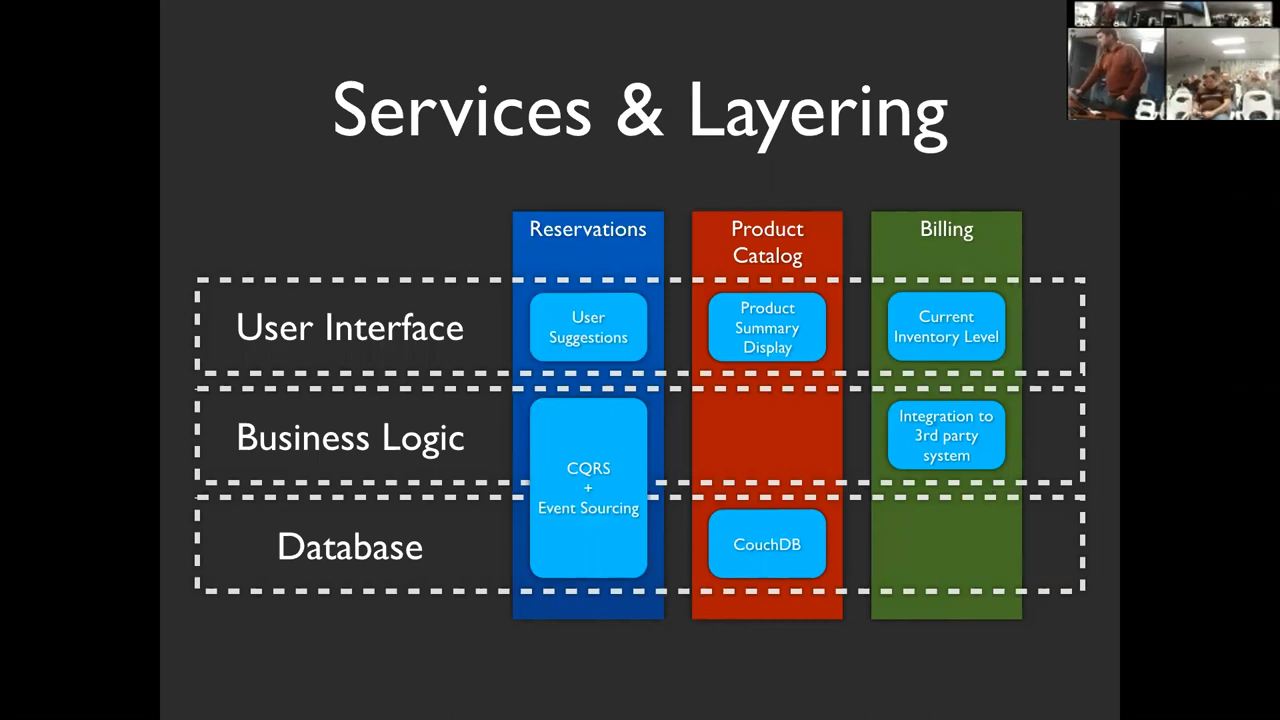 Services & Layering
Reservations
Product
Catalog
Billing
User Interface
User
Suggestions
Product
Summary
Display
Current
Inventory Level
Business Logic
CQRS
+
Event Sourcing
Integration to
3rd party
system
Database
CouchDB